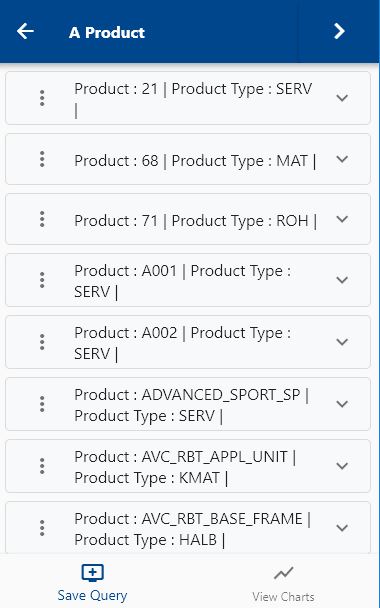 A Product
Product : 21 | Product Type : SERV
|
Product : 68 | Product Type : MAT |
Product : 71 | Product Type : ROH |
Product : A001 | Product Type :
SERV |
Product : A002 | Product Type :
SERV |
Product : ADVANCED_SPORT_SP |
Product Type : SERV |
Product : AVC_RBT_APPL_UNIT |
Product Type : KMAT |
Product : AVC_RBT_BASE_FRAME |
Product Type : HALB |
Save Query
View Charts